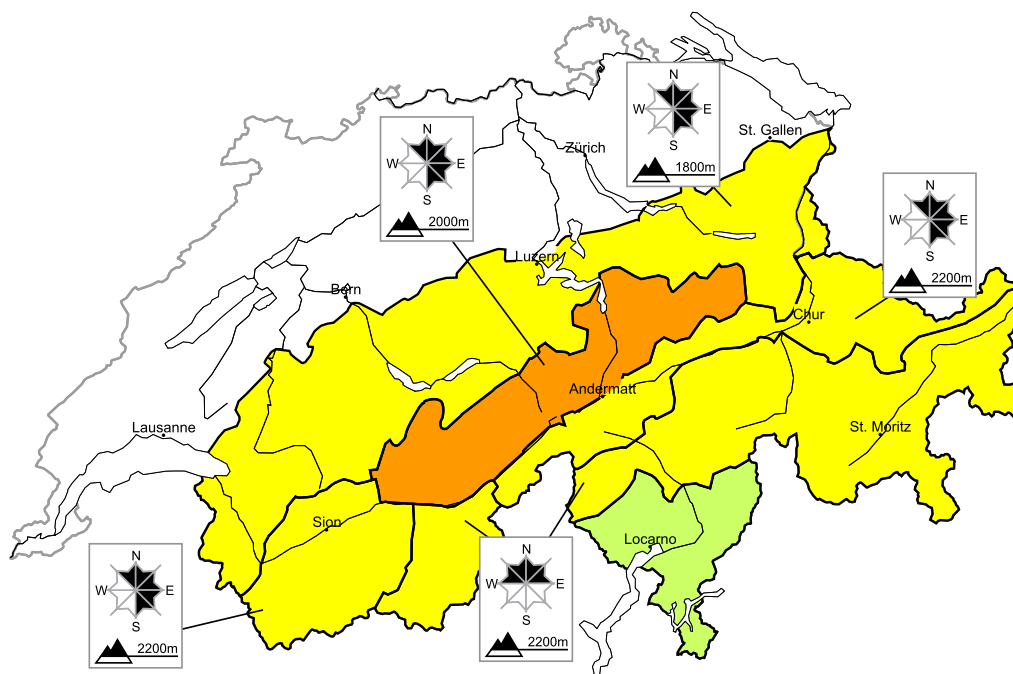 N
W E
S
1800m
St. Gallen
N
W E
S
2000m
Zürich
N
W E
S
2200m
Luzern
Bern
Chur
Andermatt
Lausanne
St. Moritz
Sion
Locarno
N
W E
S
2200m
N
W E
S
2200m